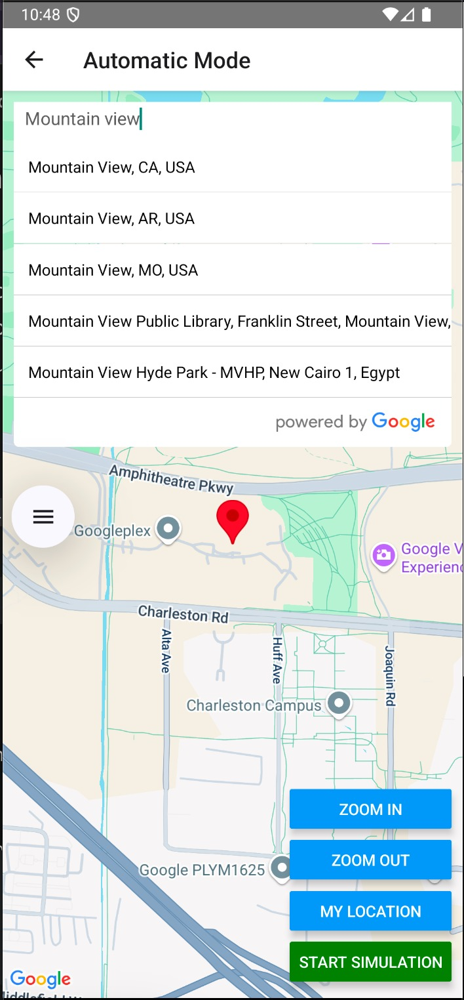 10:48
Automatic Mode
Mountain view
Mountain View, CA, USA
Mountain View, AR, USA
Mountain View, MO, USA
Mountain View Public Library, Franklin Street, Mountain View,
Mountain View Hyde Park - MVHP, New Cairo 1, Egypt
powered by Google
Amphitheatre Pkwy
Googleplex
Google V
Experienc
Charleston Rd
Alta Ave
Huff Ave
Joaquin Rd
Charleston Campus
ZOOM IN
ZOOM OUT
Google PLYM1625
MY LOCATION
START SIMULATION
Google